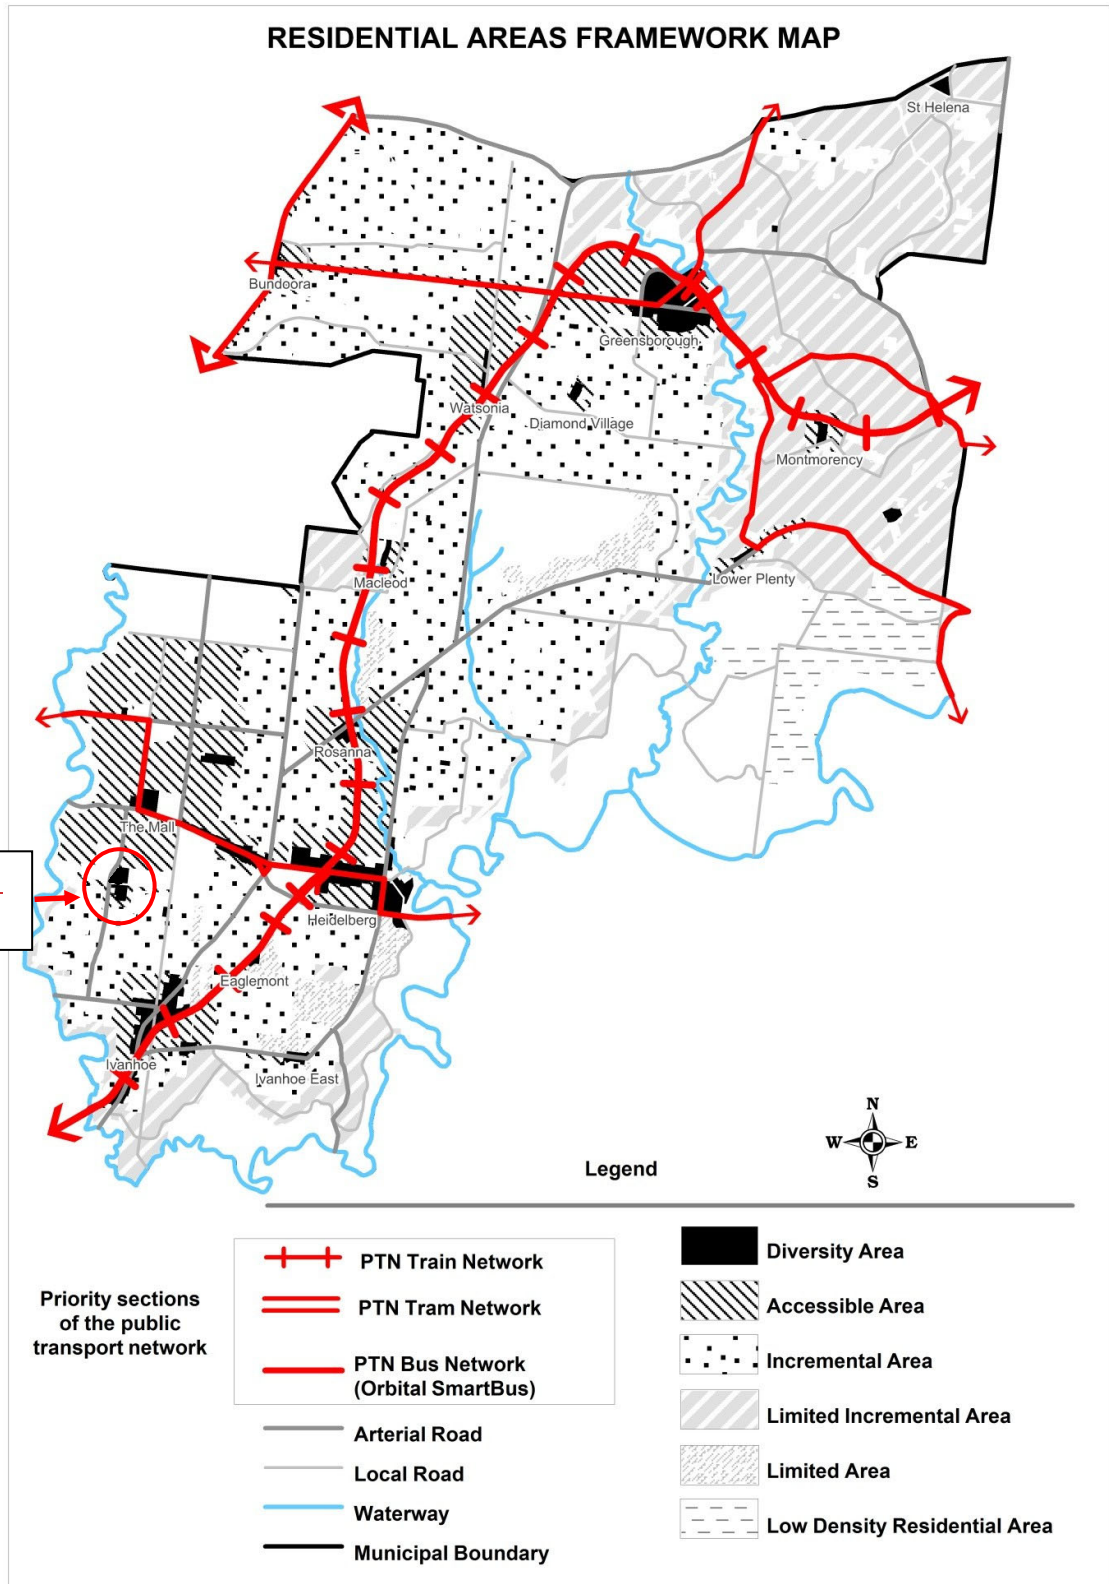 RESIDENTIAL AREAS FRAMEWORK MAP
St Helena
Bundoora
Greensborough
Watsonia
Diamond Village
Montmorency
Lower Plenty
Macleod
Rosanna
The Mall
Heidelberg
Eaglemont
Ivanhoe
Ivanhoe East
N
W
E
S
Legend
Priority sections
of the public
transport network
PTN Train Network
PTN Tram Network
PTN Bus Network
(Orbital SmartBus)
Arterial Road
Local Road
Waterway
Municipal Boundary
Diversity Area
Accessible Area
Incremental Area
Limited Incremental Area
Limited Area
Low Density Residential Area